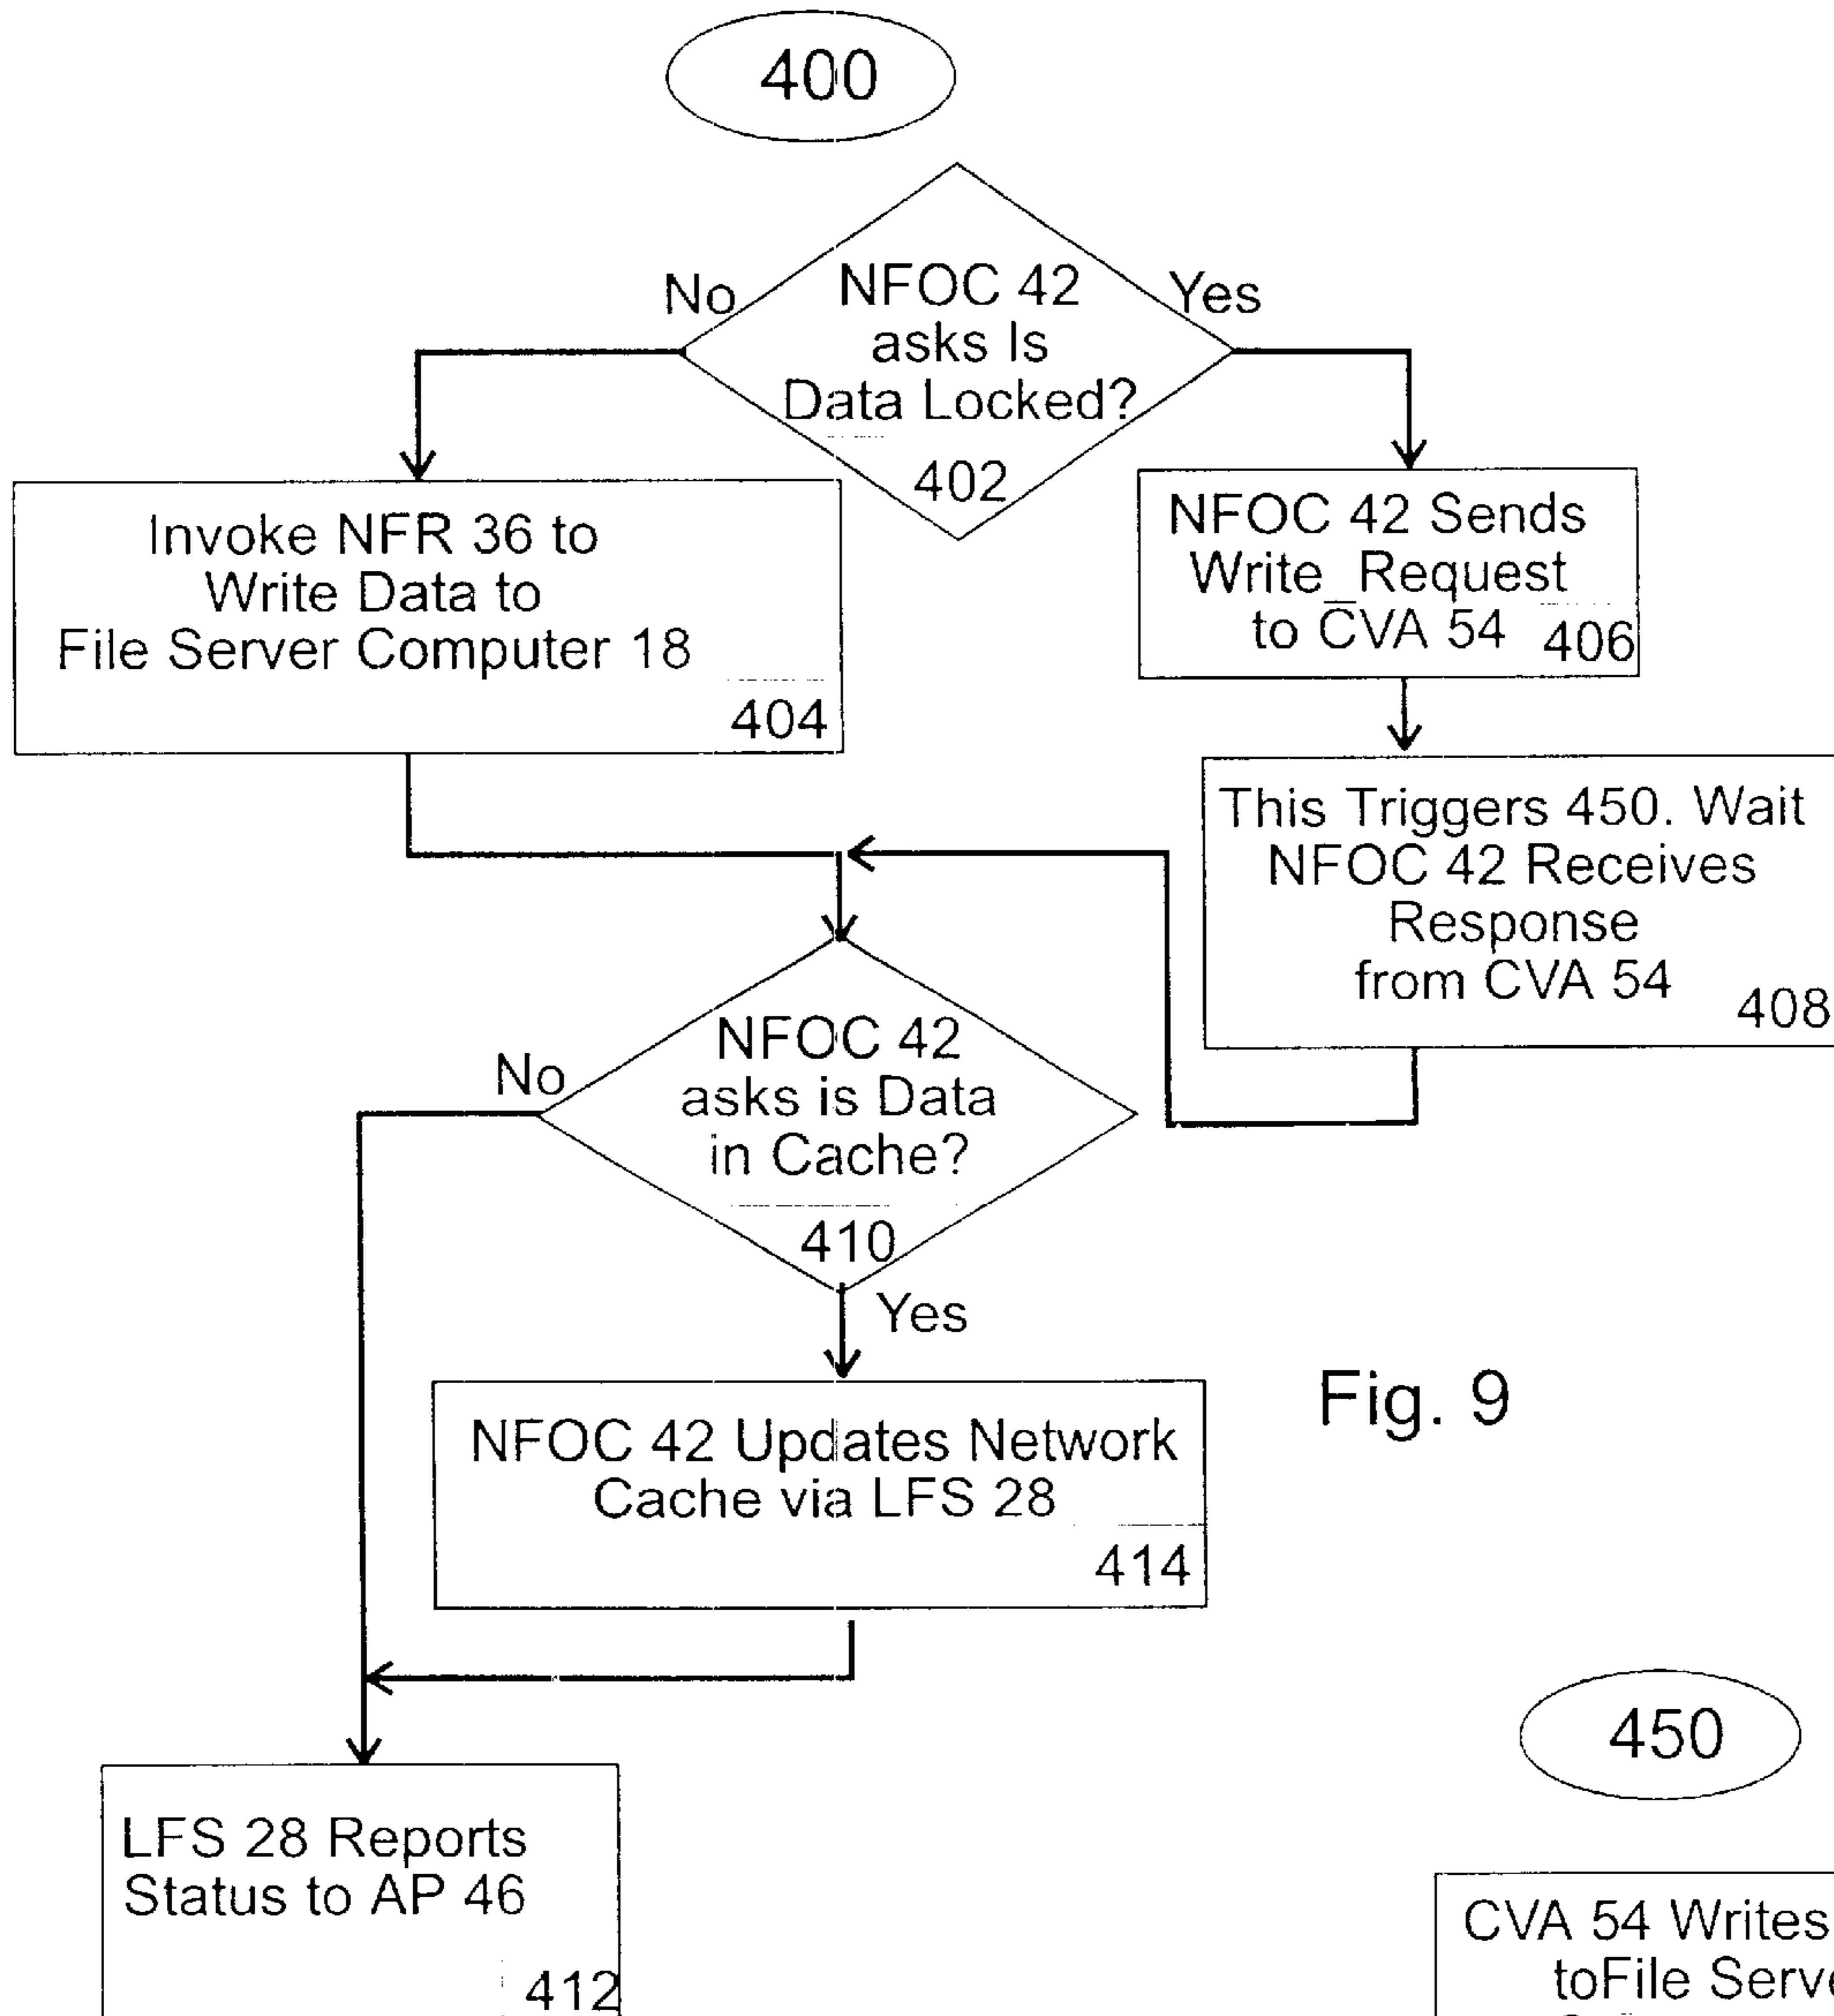 400
No
NFOC 42
asks Is
Data Locked?
402
Yes
Invoke NFR 36 to
Write Data to
File Server Computer 18
404
NFOC 42 Sends
Write_Request
to CVA 54
406
This Triggers 450. Wait
NFOC 42 Receives
Response
from CVA 54
408
No
NFOC 42
asks is Data
in Cache?
410
Yes
NFOC 42 Updates Network
Cache via LFS 28
414
Fig. 9
LFS 28 Reports
Status to AP 46
412
450
CVA 54 Writes
toFile Serve